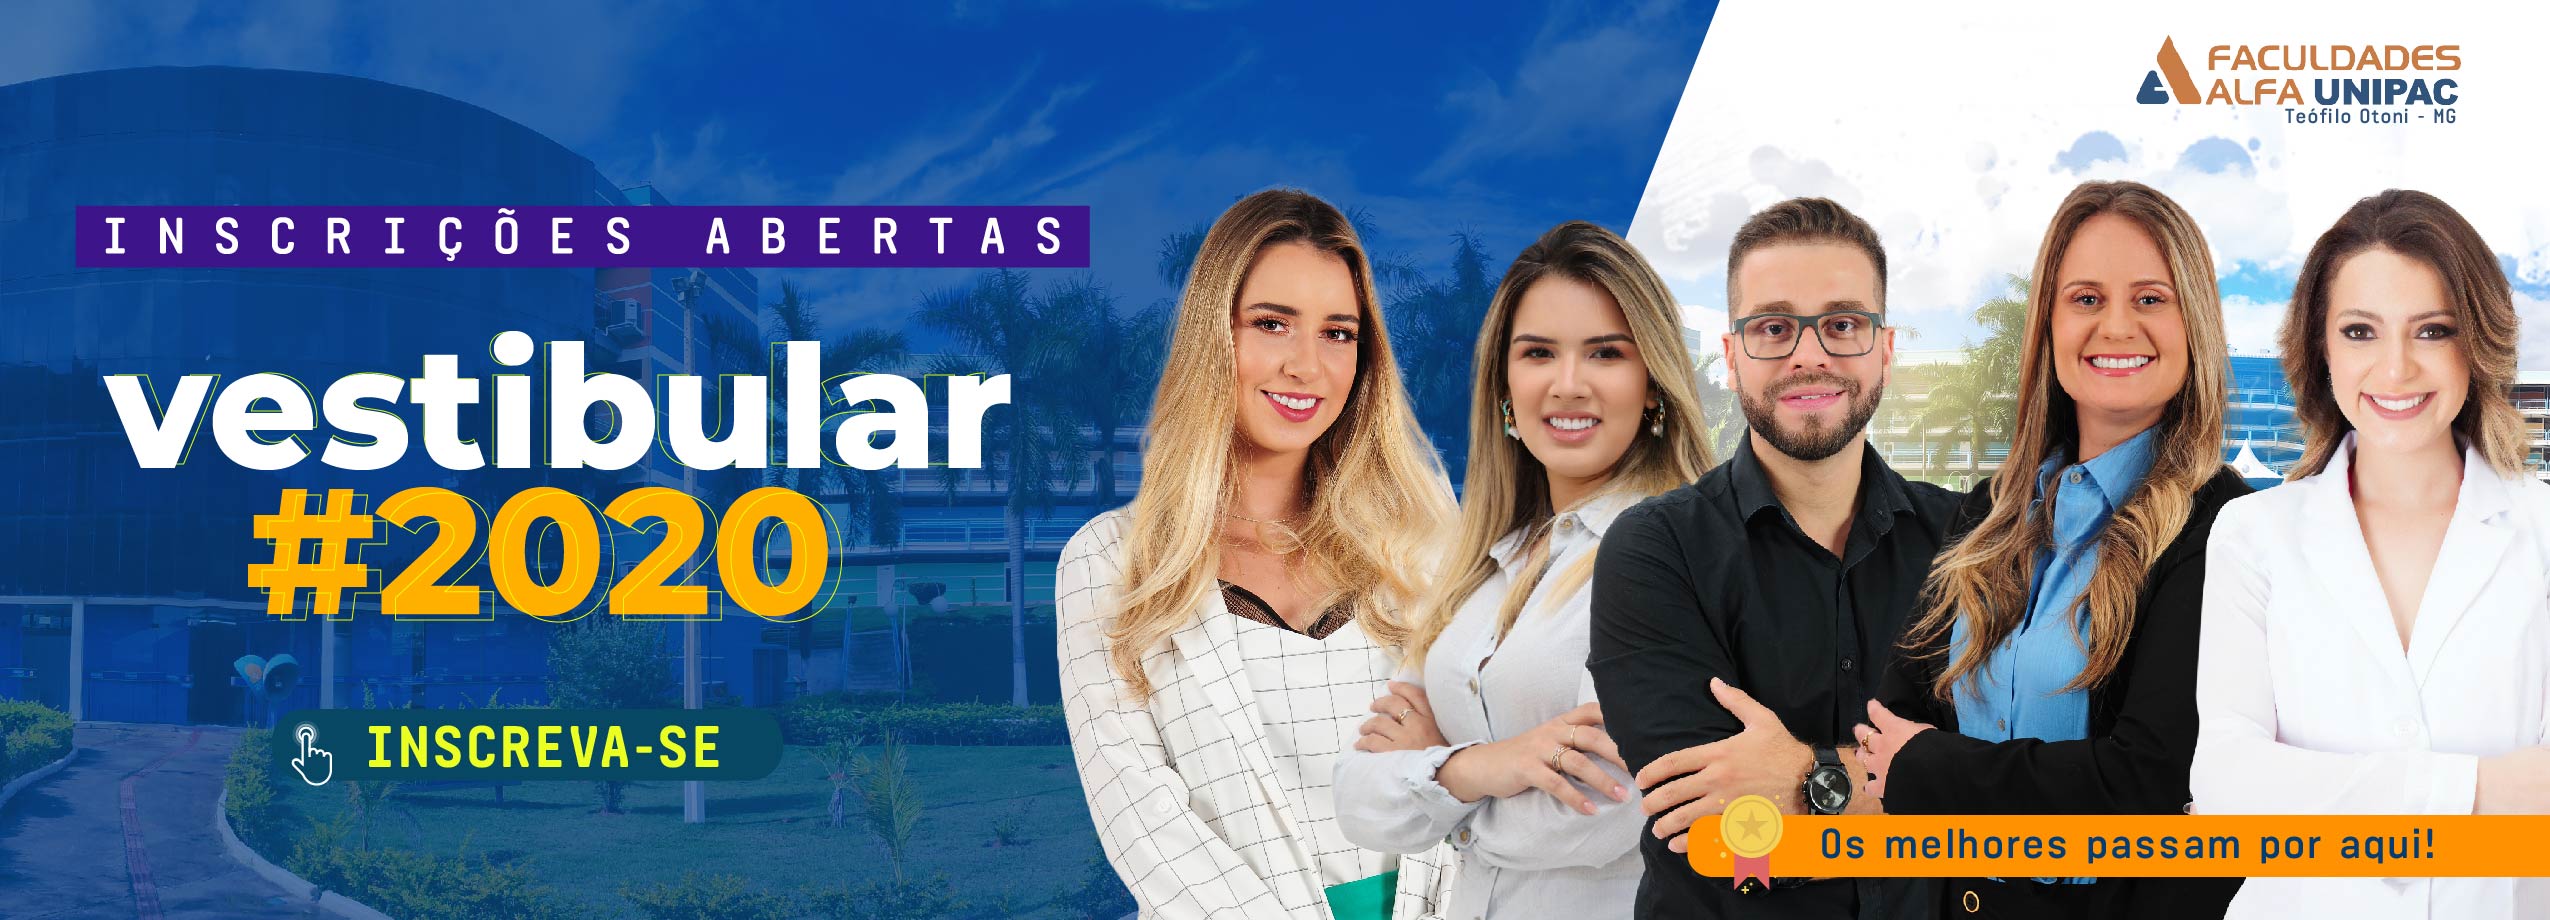 FACULDADES
ALFA UNIPAC
Teófilo Otoni - MG
INSCRIÇÕES ABERTAS
vestibular
#2020
INSCREVA-SE
Os melhores passam por aqui!